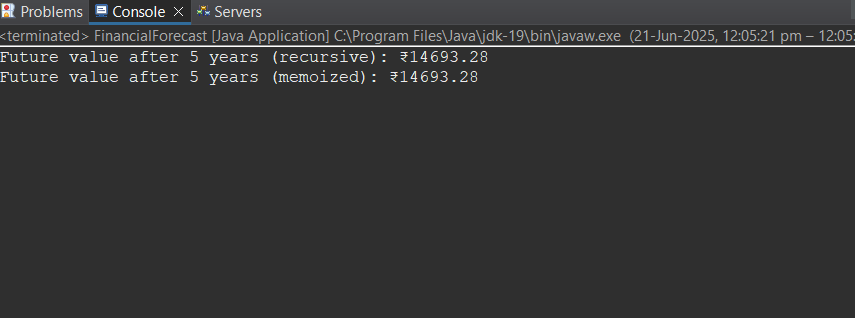 Problems Console Servers
<terminated> FinancialForecast [Java Application] C:\Program Files\Java\jdk-19\bin\javaw.exe (21-Jun-2025, 12:05:21 pm – 12:05:
Future value after 5 years (recursive): ₹14693.28
Future value after 5 years (memoized): ₹14693.28